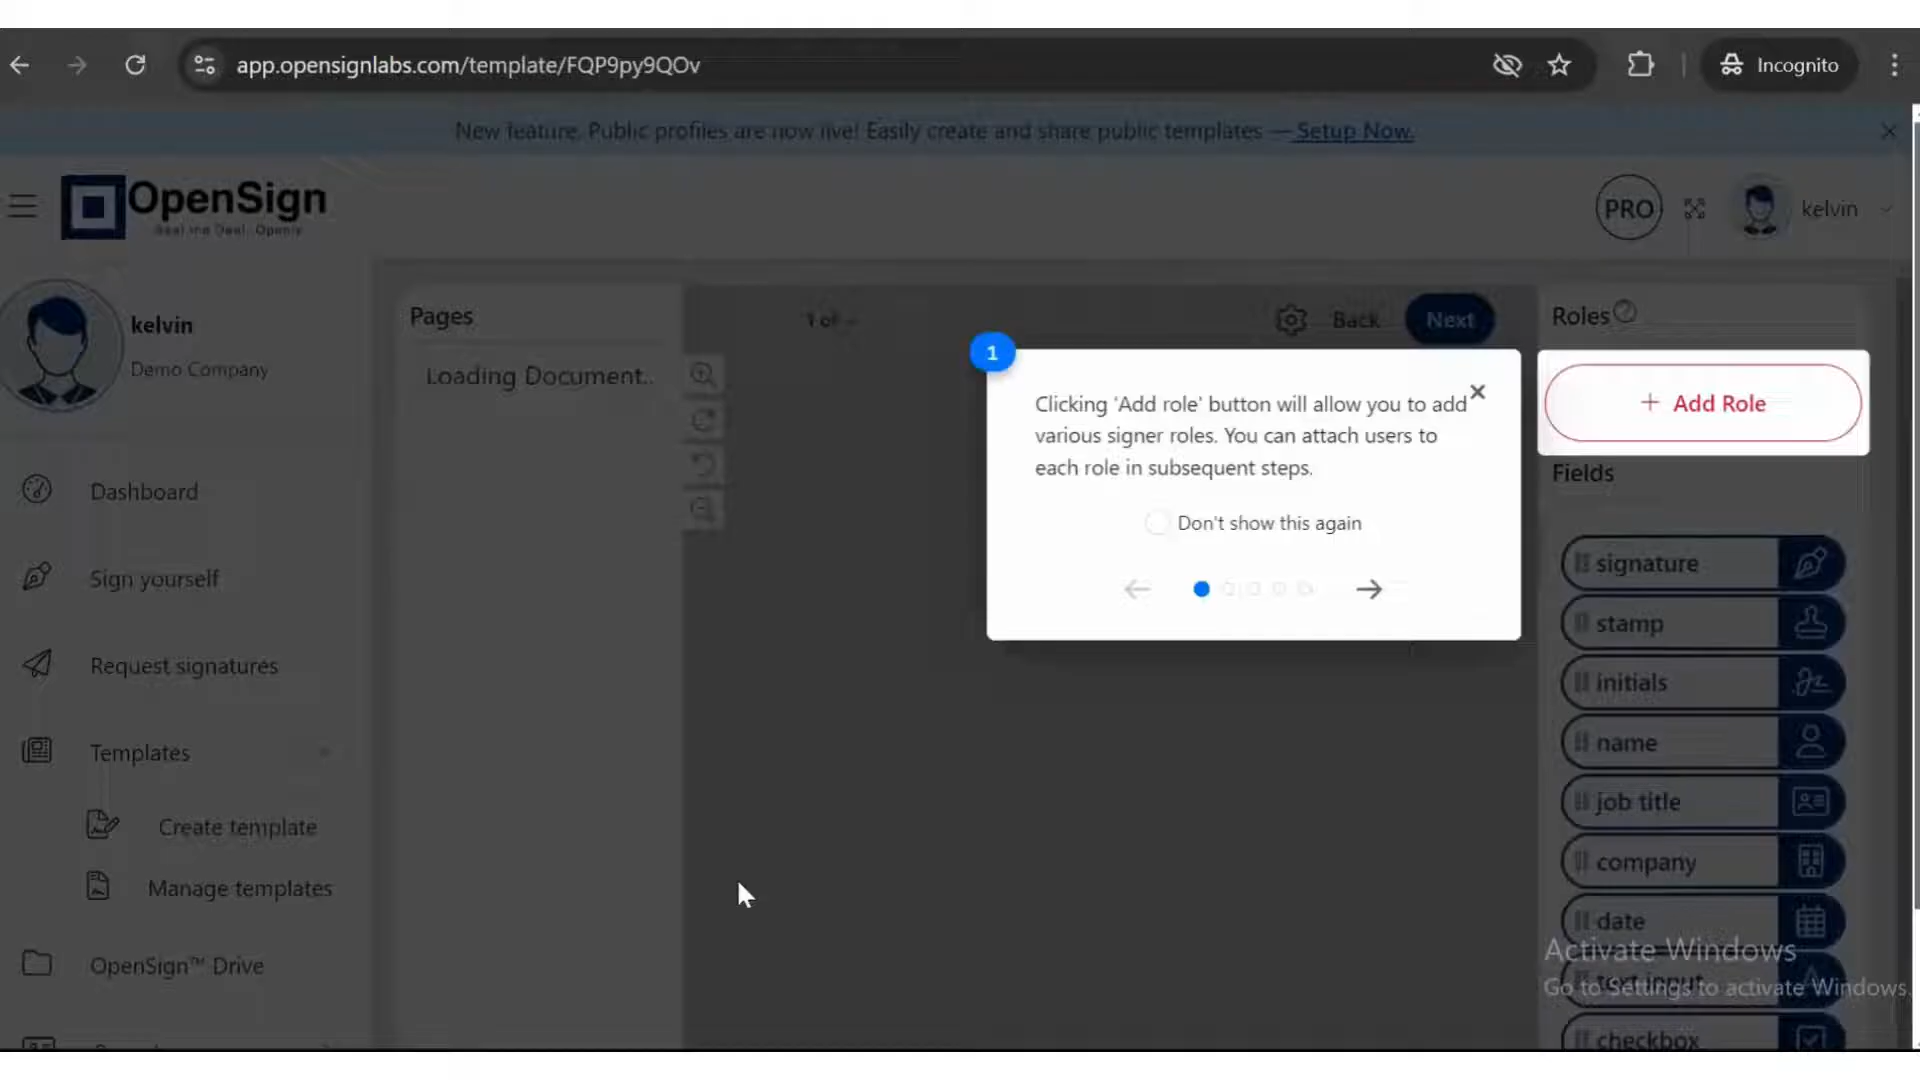 app.opensignlabs.com/template/FQP9py9QOv
Incognito
New feature. Public profiles are now live! Easily create and share public templates — Setup Now.
OpenSign
Seal the Deal, Openly
PRO
kelvin
kelvin
Demo Company
Dashboard
Sign yourself
Request signatures
Templates
Create template
Manage templates
OpenSign™ Drive
Pages
Loading Document..
1 of
Back
Next
1
Clicking 'Add role' button will allow you to add
various signer roles. You can attach users to
each role in subsequent steps.
Don't show this again
Roles
+ Add Role
Fields
signature
stamp
initials
name
job title
company
date
text input
checkbox
Activate Windows
Go to Settings to activate Windows.